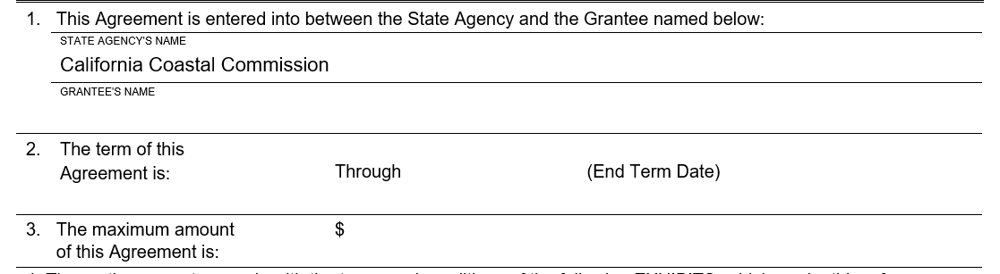 1. This Agreement is entered into between the State Agency and the Grantee named below:
STATE AGENCY'S NAME
California Coastal Commission
GRANTEE'S NAME
2. The term of this
Agreement is: Through (End Term Date)
3. The maximum amount $
of this Agreement is: